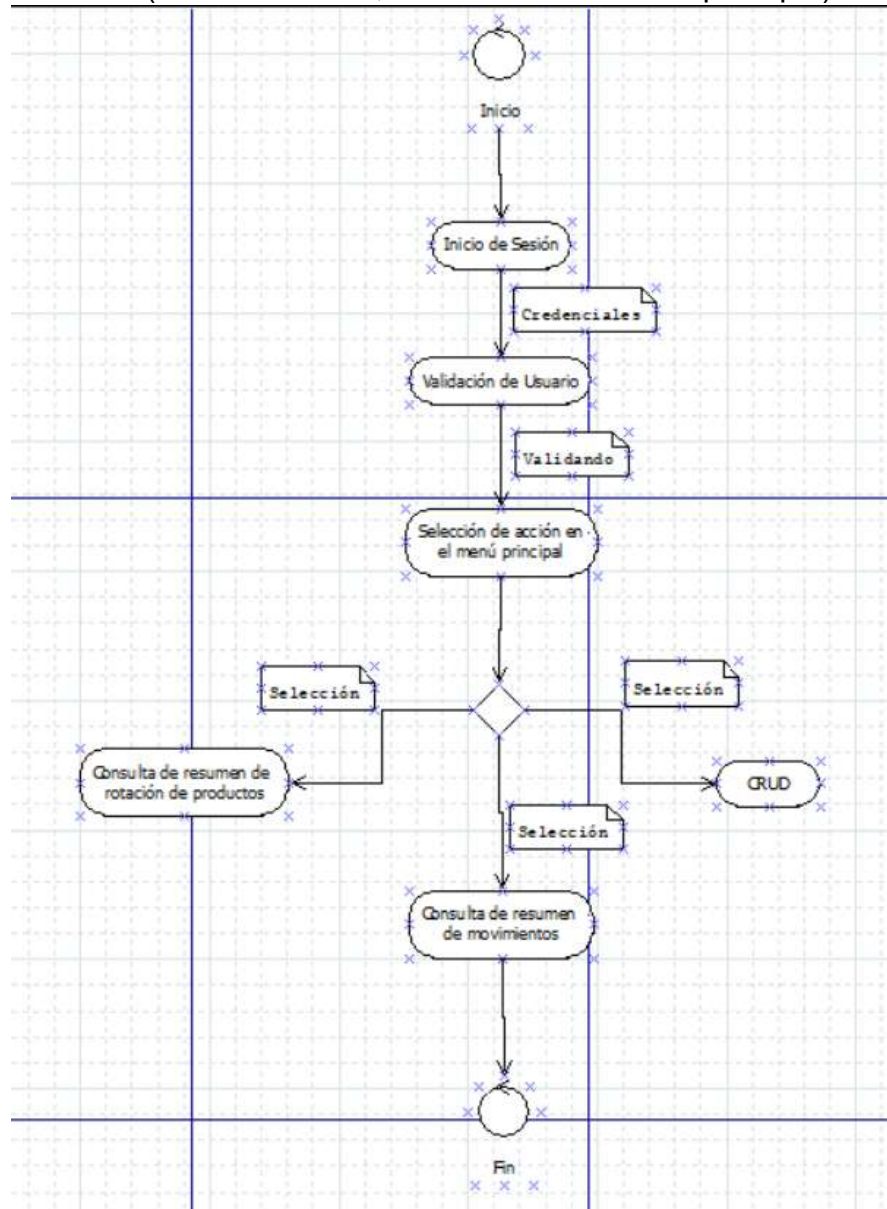 Inicio
Inicio de Sesión
Credenciales
Validación de Usuario
Validando
Selección de acción en
el menú principal
Selección
Selección
Consulta de resumen de
rotación de productos
CRUD
Selección
Consulta de resumen
de movimientos
Fin